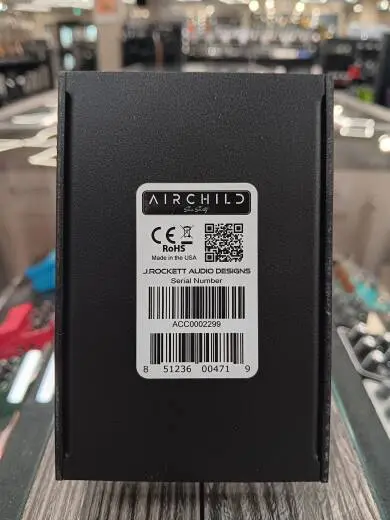 AIRCHILD
CE
RoHS
Made in the USA
J.ROCKETT AUDIO DESIGNS
Serial Number
ACC0002299
8 51236 00471 9